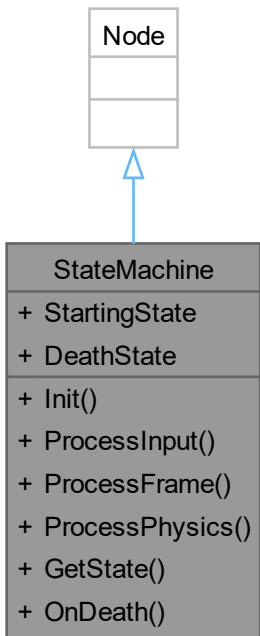 Node
StateMachine
+ StartingState
+ DeathState
+ Init()
+ ProcessInput()
+ ProcessFrame()
+ ProcessPhysics()
+ GetState()
+ OnDeath()